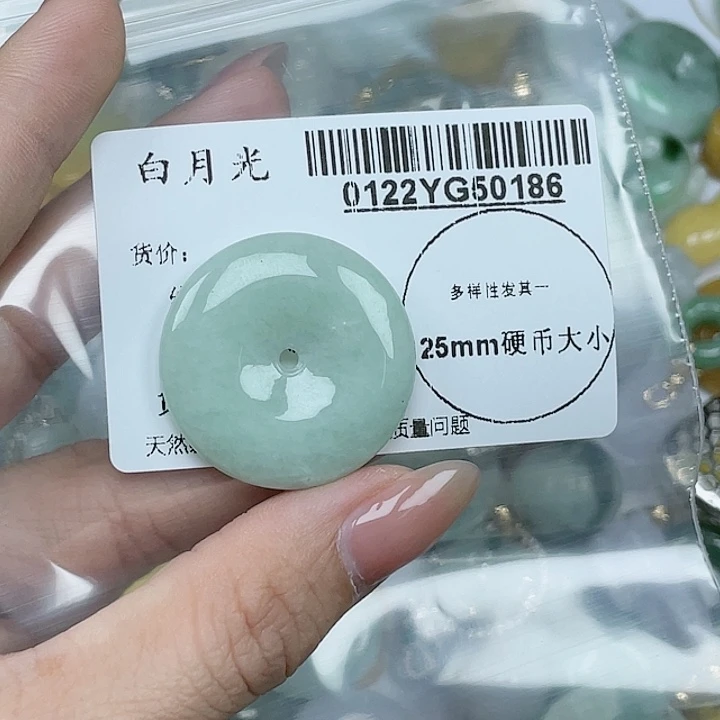 白月光
0122YG50186
货价:
多样性发其一
25mm硬币大小
天然
质量问题